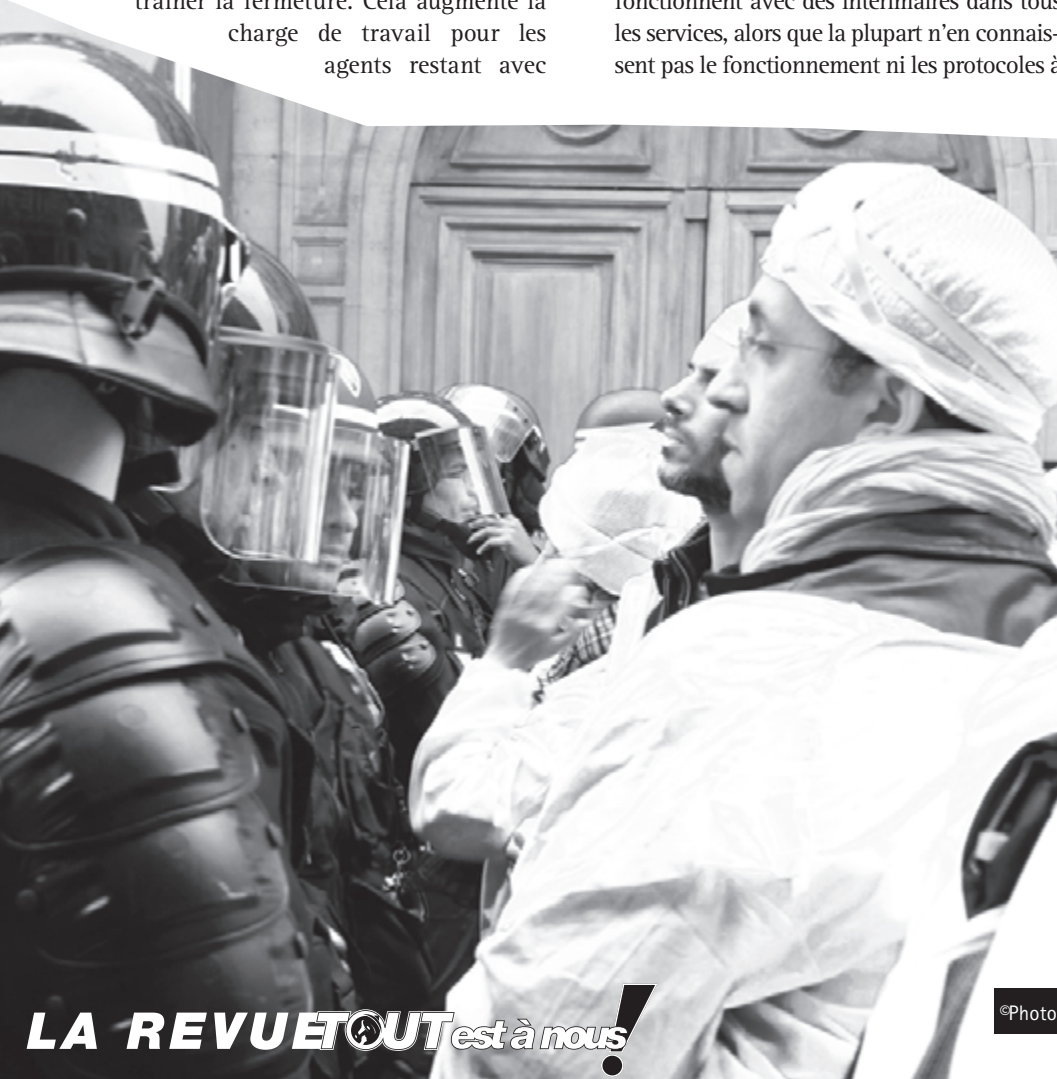 traîner la fermeture. Cela augmente la
charge de travail pour les
agents restant avec
fonctionnent avec des intérimaires dans tous
les services, alors que la plupart n’en connais-
sent pas le fonctionnement ni les protocoles à
LA REVUE TOUT est à nous!
©Photo